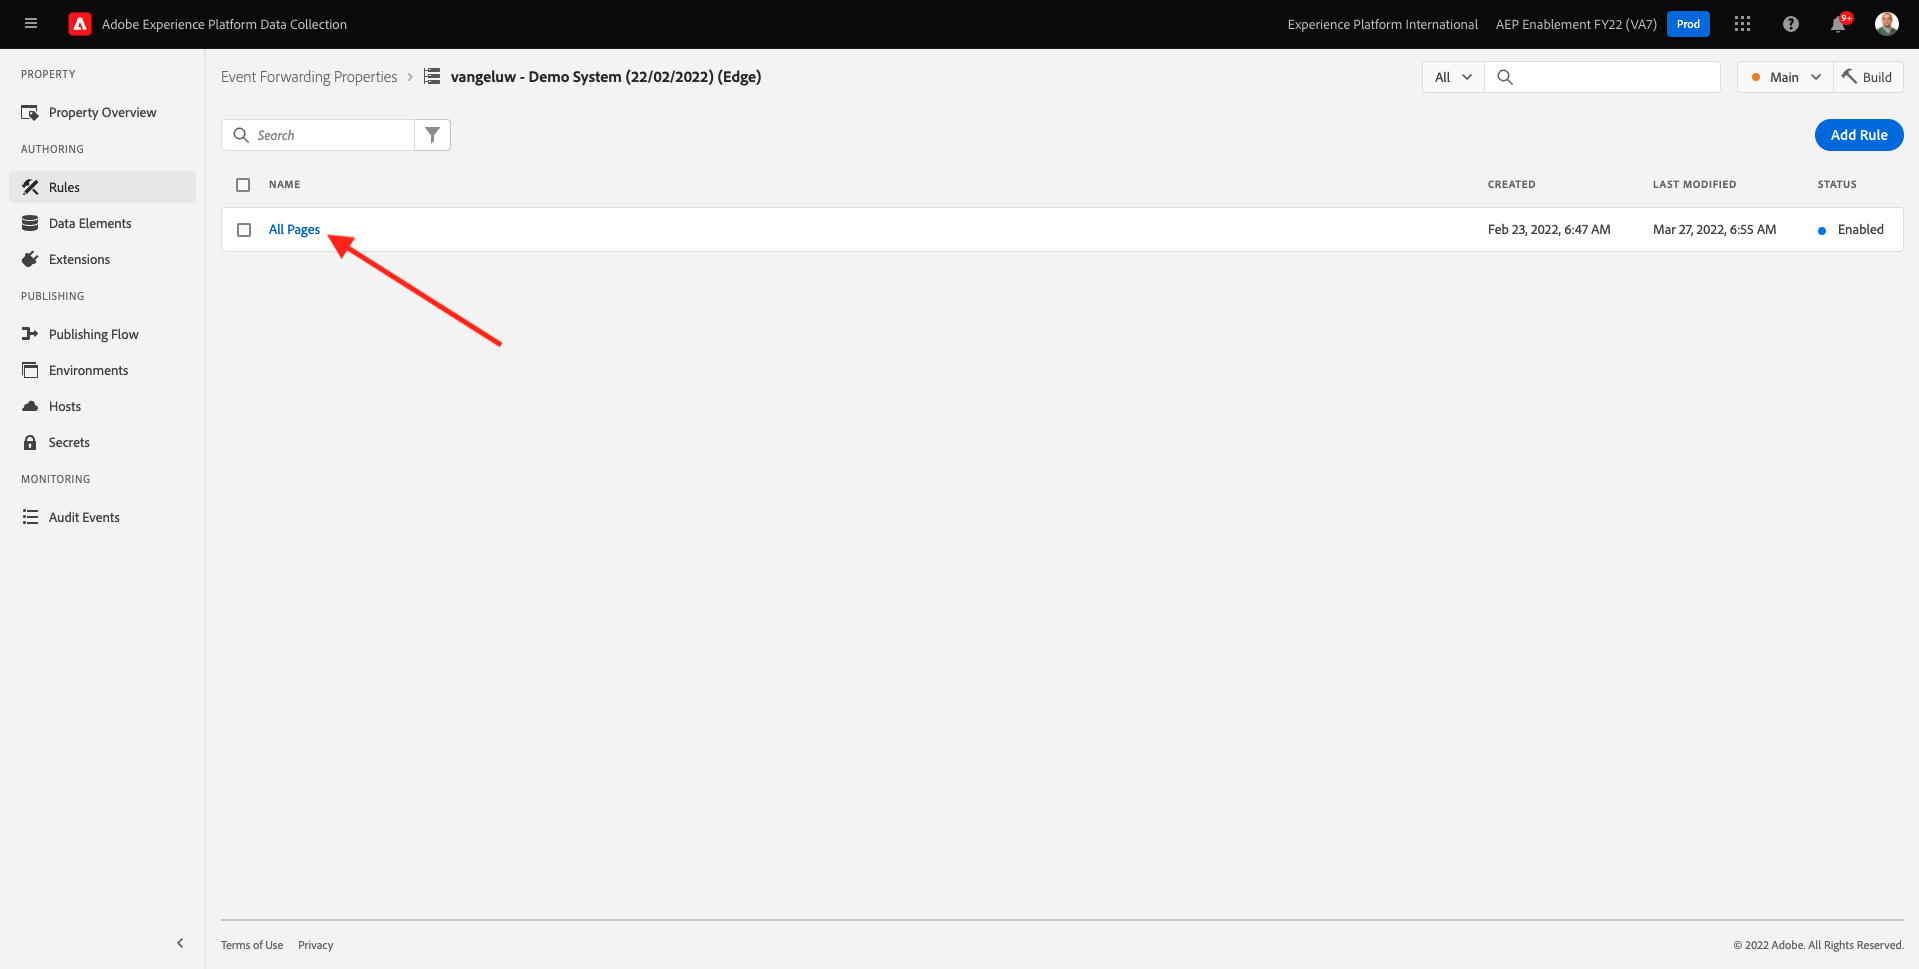 Adobe Experience Platform Data Collection
Experience Platform International
AEP Enablement FY22 (VA7)
Prod
9+
PROPERTY
Property Overview
AUTHORING
Rules
Data Elements
Extensions
PUBLISHING
Publishing Flow
Environments
Hosts
Secrets
MONITORING
Audit Events
Event Forwarding Properties
vangeluw - Demo System (22/02/2022) (Edge)
All
Main
Build
Search
Add Rule
NAME CREATED LAST MODIFIED STATUS
All Pages Feb 23, 2022, 6:47 AM Mar 27, 2022, 6:55 AM Enabled
Terms of Use Privacy
© 2022 Adobe. All Rights Reserved.